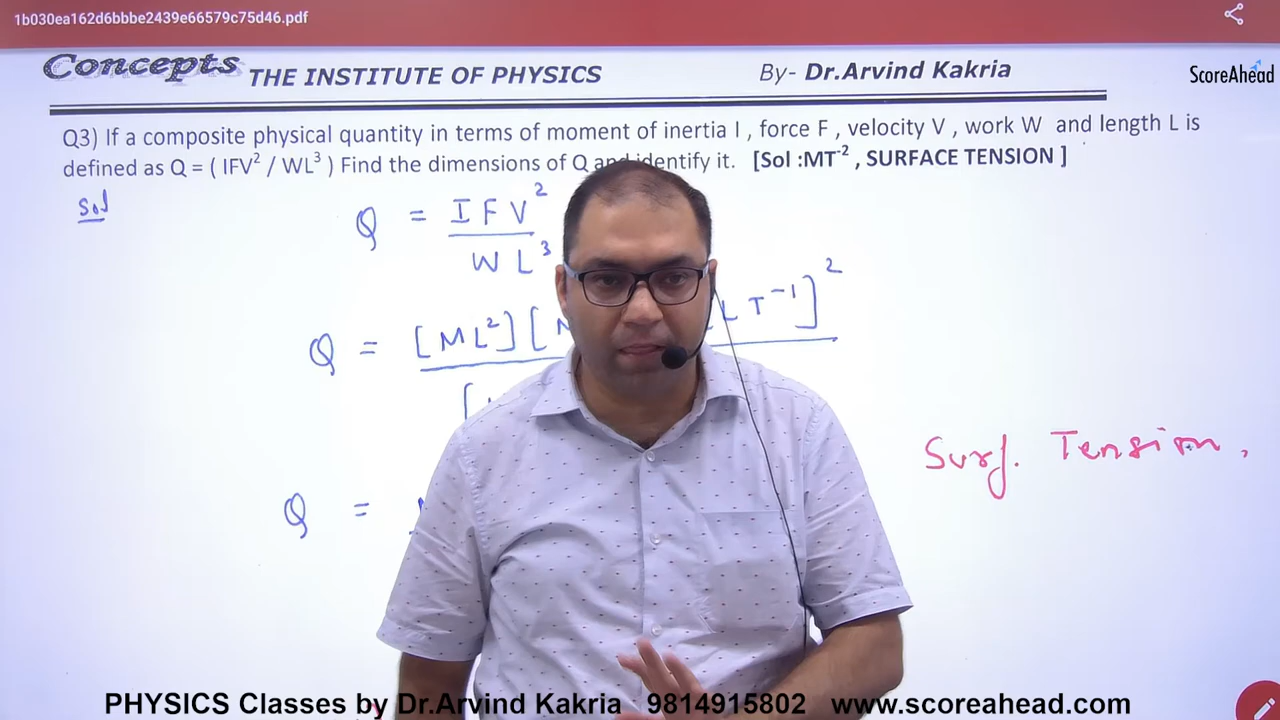 1b030ea162d6bbbe2439e66579c75d46.pdf
Concepts THE INSTITUTE OF PHYSICS By- Dr.Arvind Kakria ScoreAhead
Q3) If a composite physical quantity in terms of moment of inertia I , force F , velocity V , work W and length L is
defined as Q = ( IFV² / WL³ ) Find the dimensions of Q and identify it. [Sol :MT⁻² , SURFACE TENSION ]
Sol
Q = I F V²
W L³
Q = [ML²] [ L T⁻¹]²
Surf. Tension,
Q =
PHYSICS Classes by Dr.Arvind Kakria 9814915802 www.scoreahead.com